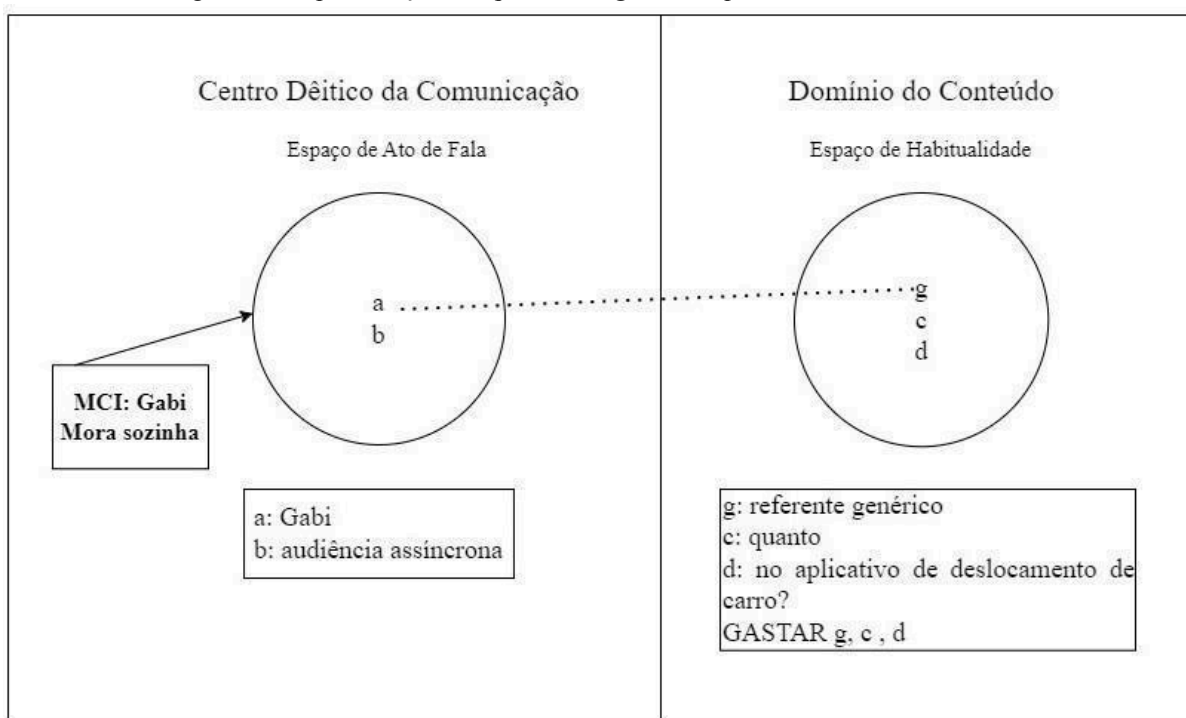 Centro Dêitico da Comunicação
Espaço de Ato de Fala
a
b
MCI: Gabi
Mora sozinha
a: Gabi
b: audiência assíncrona
Domínio do Conteúdo
Espaço de Habitualidade
g
c
d
g: referente genérico
c: quanto
d: no aplicativo de deslocamento de
carro?
GASTAR g, c , d